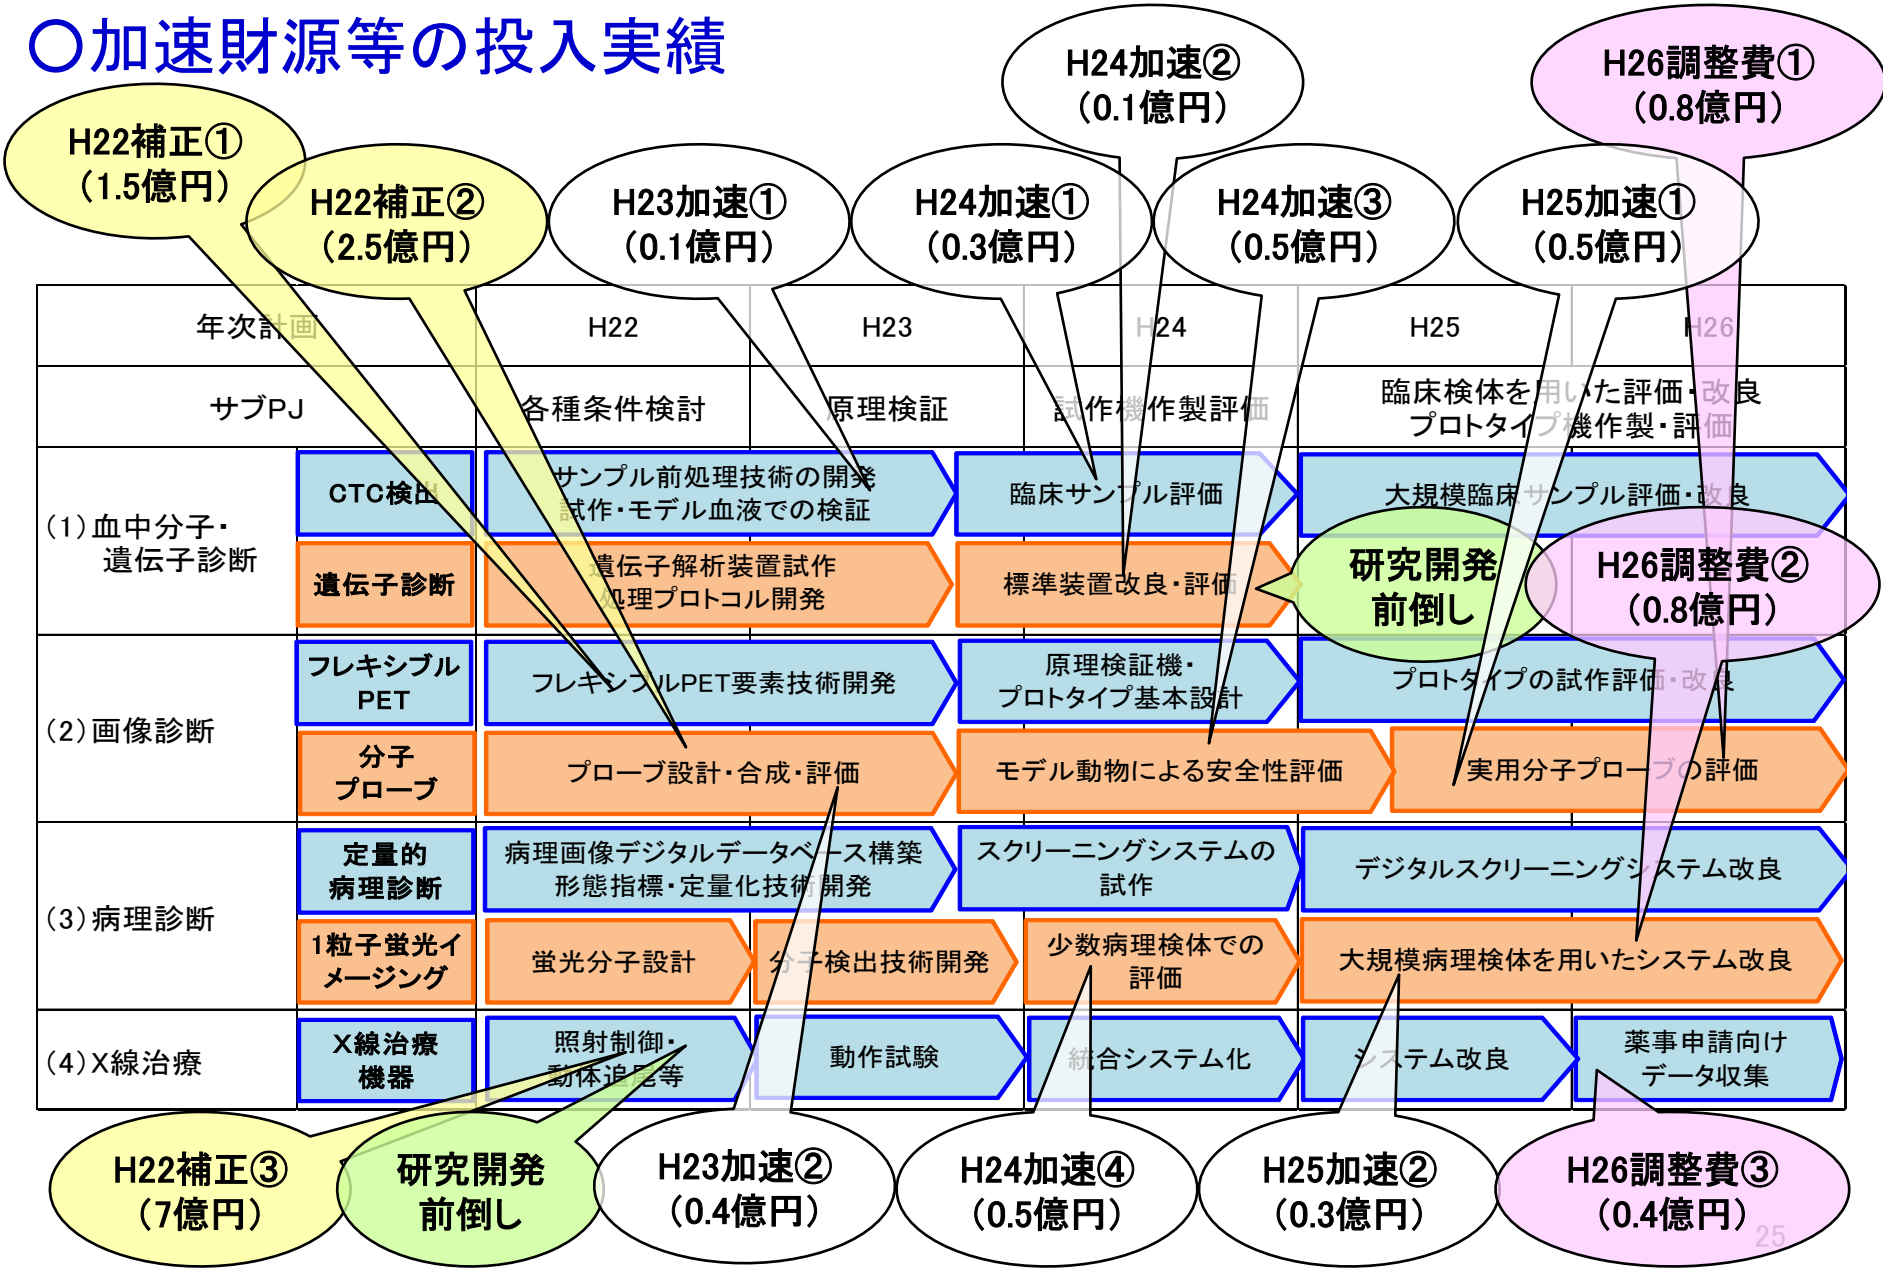 〇加速財源等の投入実績
H24加速②
（0.1億円）
H26調整費①
（0.8億円）
H22補正①
（1.5億円）
H22補正②
（2.5億円）
H23加速①
（0.1億円）
H24加速①
（0.3億円）
H24加速③
（0.5億円）
H25加速①
（0.5億円）
年次計画
H22
H23
H24
H25
H26
サブPJ
各種条件検討
原理検証
試作機作製評価
臨床検体を用いた評価・改良
プロトタイプ機作製・評価
（1）血中分子・
遺伝子診断
CTC検出
サンプル前処理技術の開発
試作・モデル血液での検証
臨床サンプル評価
大規模臨床サンプル評価・改良
遺伝子診断
遺伝子解析装置試作
処理プロトコル開発
標準装置改良・評価
研究開発
前倒し
H26調整費②
（0.8億円）
（2）画像診断
フレキシブル
PET
フレキシブルPET要素技術開発
原理検証機・
プロトタイプ基本設計
プロトタイプの試作評価・改良
分子
プローブ
プローブ設計・合成・評価
モデル動物による安全性評価
実用分子プローブの評価
（3）病理診断
定量的
病理診断
病理画像デジタルデータベース構築
形態指標・定量化技術開発
スクリーニングシステムの
試作
デジタルスクリーニングシステム改良
1粒子蛍光イ
メージング
蛍光分子設計
分子検出技術開発
少数病理検体での
評価
大規模病理検体を用いたシステム改良
（4）X線治療
X線治療
機器
照射制御・
動体追尾等
動作試験
統合システム化
システム改良
薬事申請向け
データ収集
H22補正③
（7億円）
研究開発
前倒し
H23加速②
（0.4億円）
H24加速④
（0.5億円）
H25加速②
（0.3億円）
H26調整費③
（0.4億円）
25